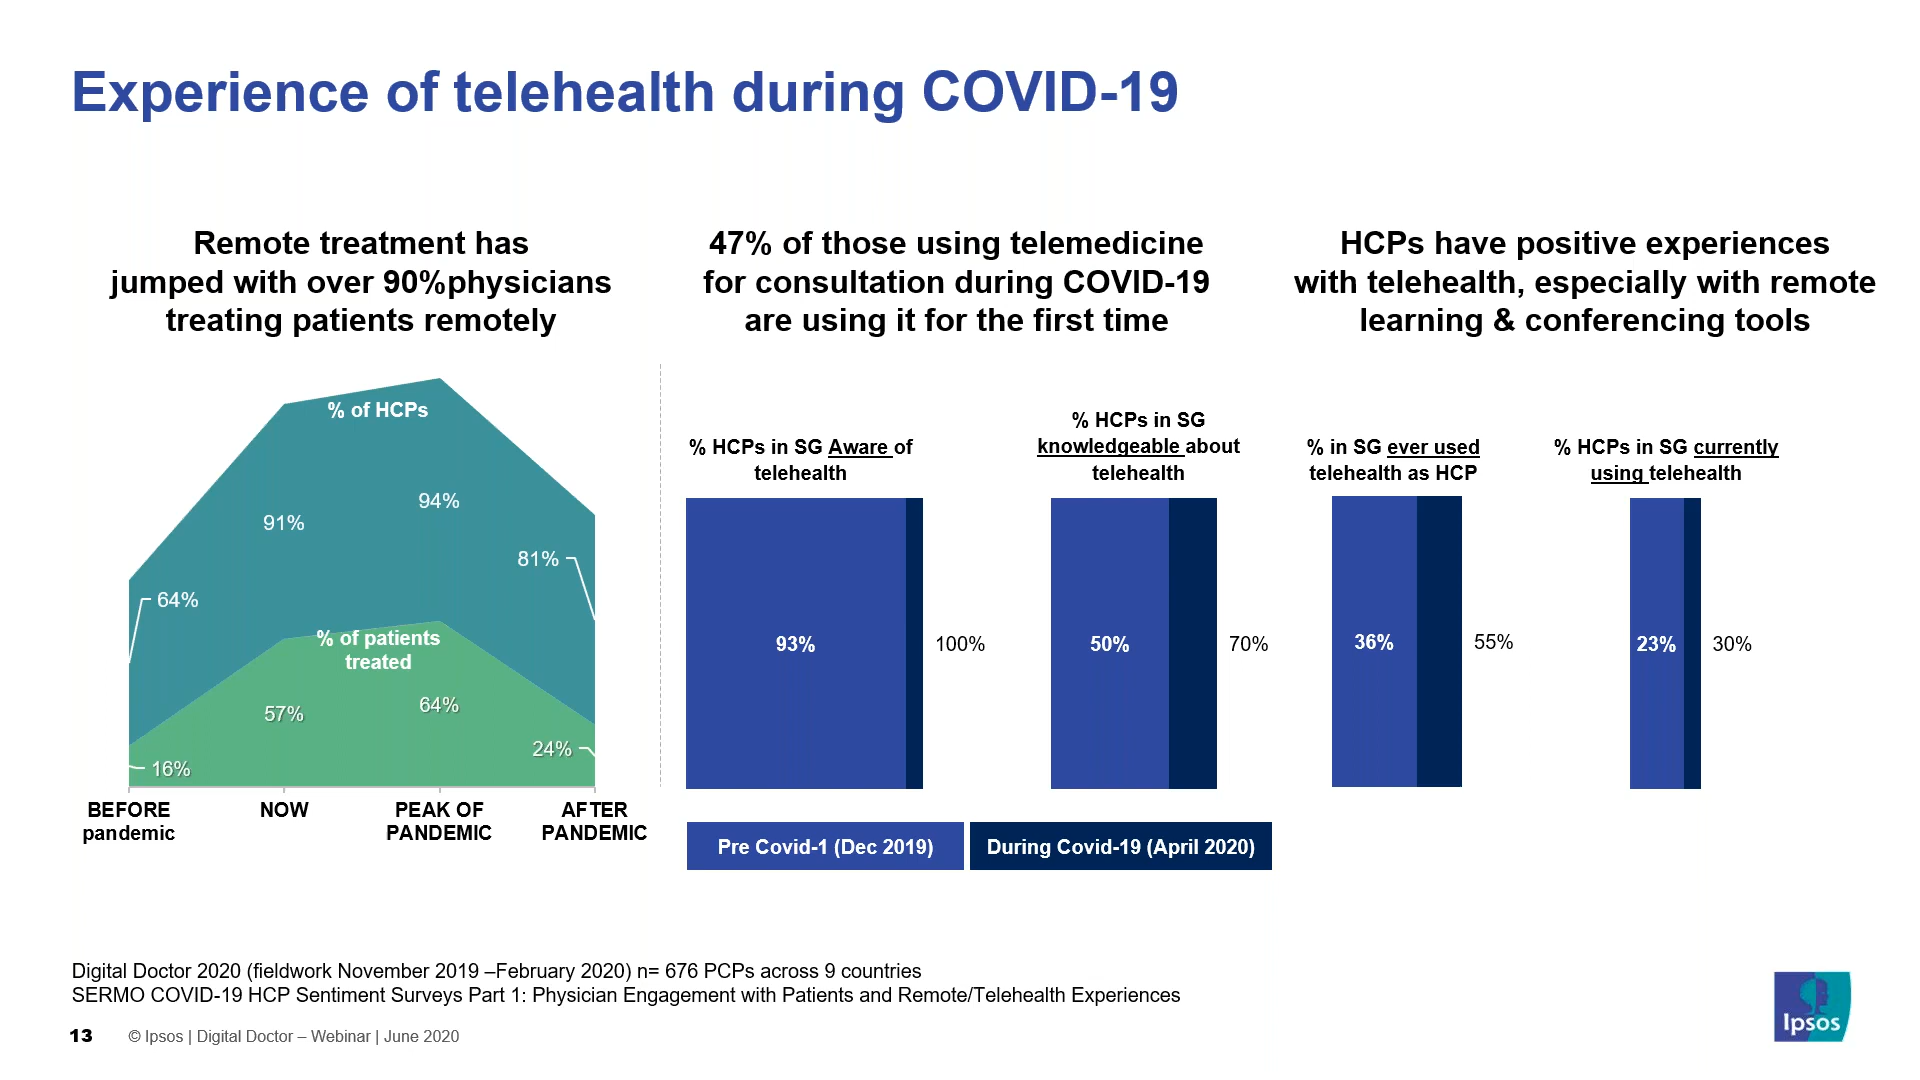 Experience of telehealth during COVID-19
Remote treatment has
jumped with over 90%physicians
treating patients remotely
% of HCPs
94%
91%
81%
64%
% of patients
treated
64%
57%
24%
16%
BEFORE
pandemic
NOW
PEAK OF
PANDEMIC
AFTER
PANDEMIC
47% of those using telemedicine
for consultation during COVID-19
are using it for the first time
HCPs have positive experiences
with telehealth, especially with remote
learning & conferencing tools
% HCPs in SG Aware of
telehealth
93%
100%
% HCPs in SG
knowledgeable about
telehealth
50%
70%
% in SG ever used
telehealth as HCP
36%
55%
% HCPs in SG currently
using telehealth
23%
30%
Pre Covid-1 (Dec 2019)
During Covid-19 (April 2020)
Digital Doctor 2020 (fieldwork November 2019 –February 2020) n= 676 PCPs across 9 countries
SERMO COVID-19 HCP Sentiment Surveys Part 1: Physician Engagement with Patients and Remote/Telehealth Experiences
13
© Ipsos | Digital Doctor – Webinar | June 2020
Ipsos